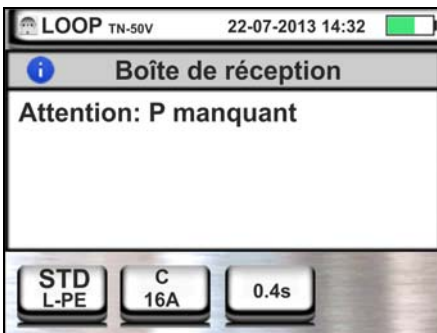 LOOP TN-50V 22-07-2013 14:32
Boîte de réception
Attention: P manquant
STD C
L-PE 16A 0.4s